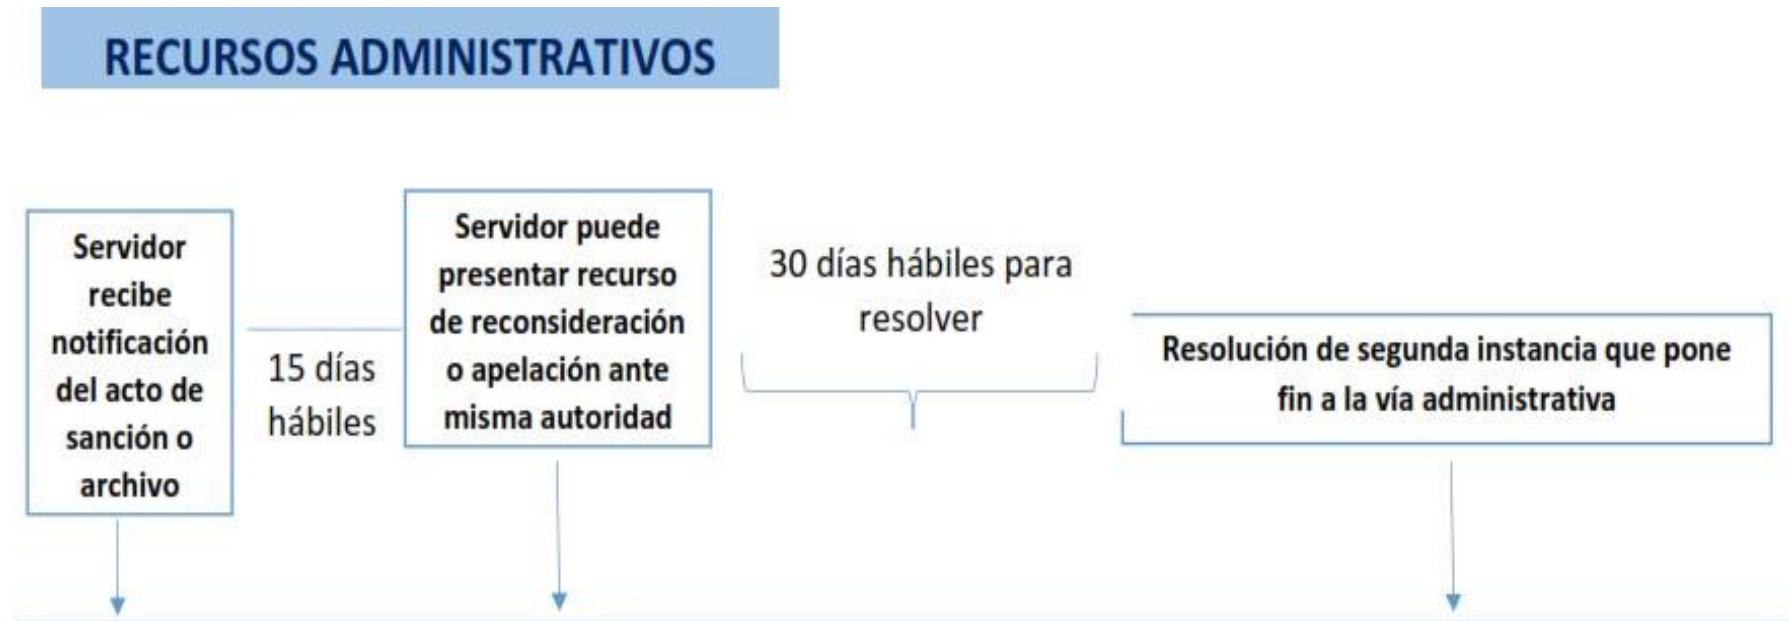 RECURSOS ADMINISTRATIVOS
Servidor
recibe
notificación
del acto de
sanción o
archivo
15 días
hábiles
Servidor puede
presentar recurso
de reconsideración
o apelación ante
misma autoridad
30 días hábiles para
resolver
Resolución de segunda instancia que pone
fin a la vía administrativa